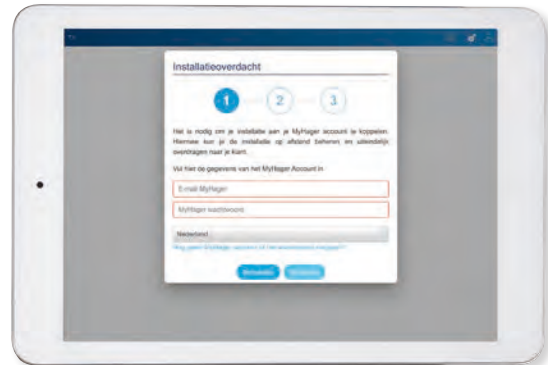 Installatieoverdacht
1 2 3
Het is nodig om je installatie aan je MyHager account te koppelen.
Hiermee kun je de installatie op afstand beheren en uiteindelijk
overdragen naar je klant.
Vul hier de gegevens van het MyHager Account in
E-mail MyHager
MyHager wachtwoord
Nederland